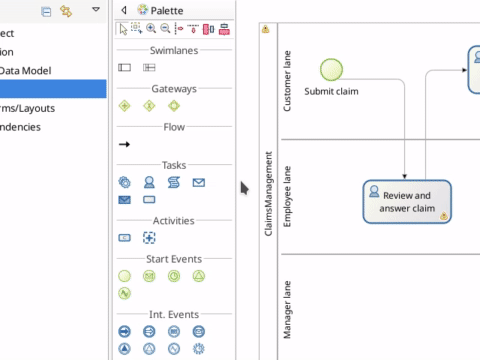 ect
ion
Data Model
rms/Layouts
ndencies
Palette
Swimlanes
Gateways
Flow
Tasks
Activities
Start Events
Int. Events
ClaimsManagement
Customer lane
Submit claim
Employee lane
Review and
answer claim
Manager lane